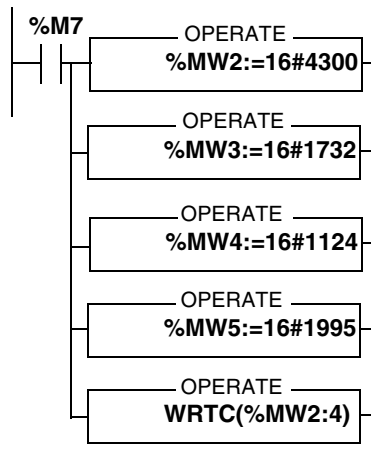 %M7
OPERATE
%MW2:=16#4300
OPERATE
%MW3:=16#1732
OPERATE
%MW4:=16#1124
OPERATE
%MW5:=16#1995
OPERATE
WRTC(%MW2:4)